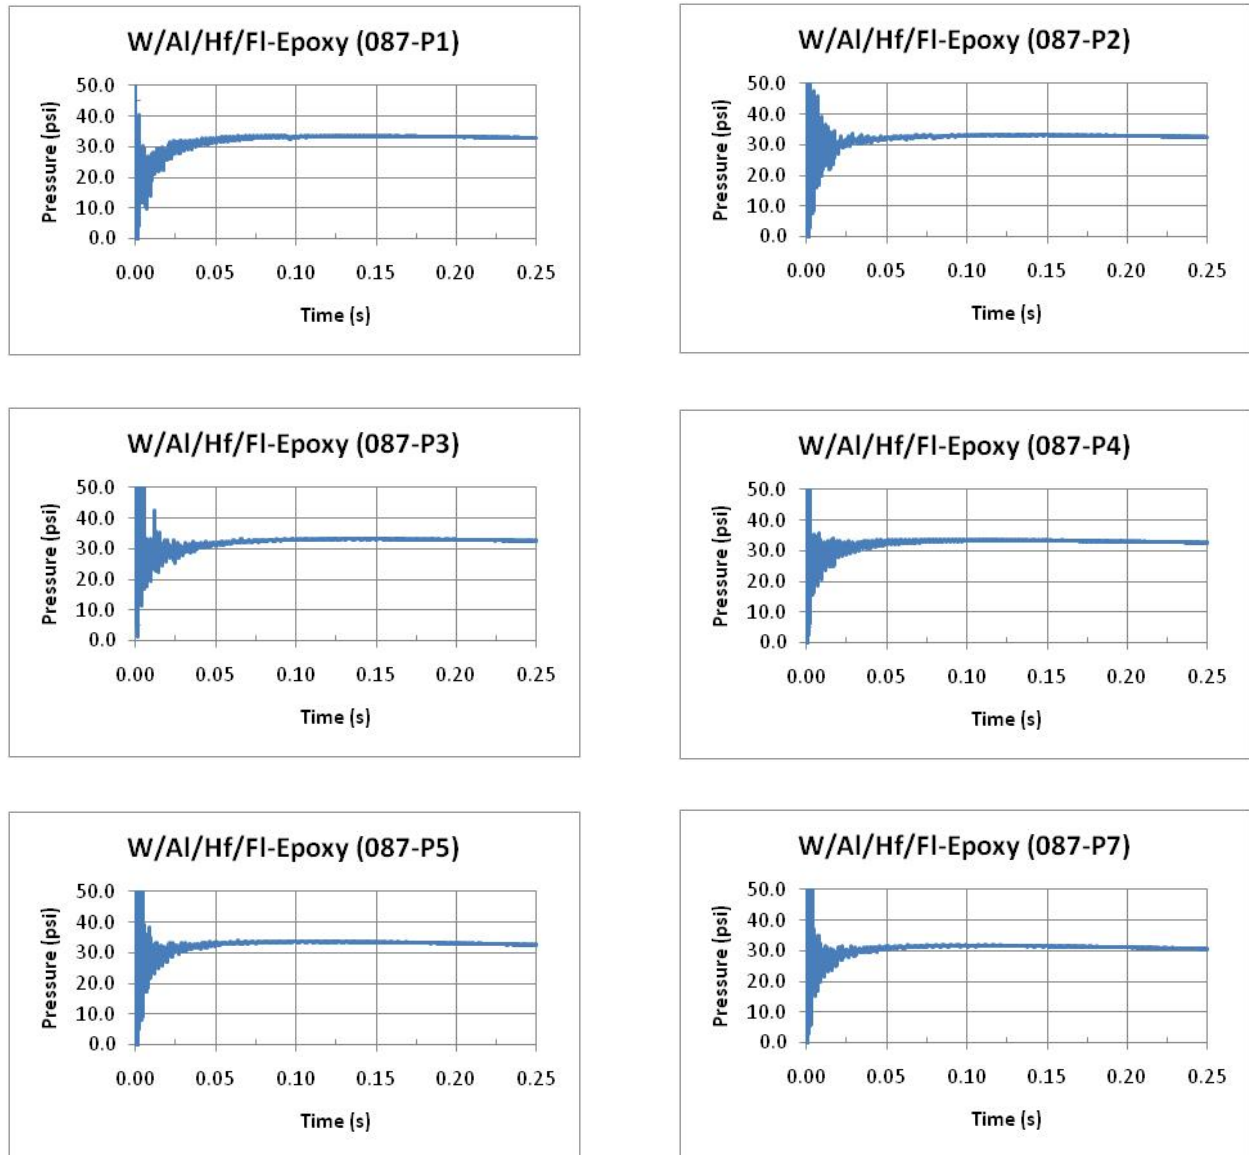 W/Al/Hf/Fl-Epoxy (087-P1)
50.0
40.0
30.0
20.0
10.0
0.0
Pressure (psi)
0.00 0.05 0.10 0.15 0.20 0.25
Time (s)
W/Al/Hf/Fl-Epoxy (087-P2)
50.0
40.0
30.0
20.0
10.0
0.0
Pressure (psi)
0.00 0.05 0.10 0.15 0.20 0.25
Time (s)
W/Al/Hf/Fl-Epoxy (087-P3)
50.0
40.0
30.0
20.0
10.0
0.0
Pressure (psi)
0.00 0.05 0.10 0.15 0.20 0.25
Time (s)
W/Al/Hf/Fl-Epoxy (087-P4)
50.0
40.0
30.0
20.0
10.0
0.0
Pressure (psi)
0.00 0.05 0.10 0.15 0.20 0.25
Time (s)
W/Al/Hf/Fl-Epoxy (087-P5)
50.0
40.0
30.0
20.0
10.0
0.0
Pressure (psi)
0.00 0.05 0.10 0.15 0.20 0.25
Time (s)
W/Al/Hf/Fl-Epoxy (087-P7)
50.0
40.0
30.0
20.0
10.0
0.0
Pressure (psi)
0.00 0.05 0.10 0.15 0.20 0.25
Time (s)